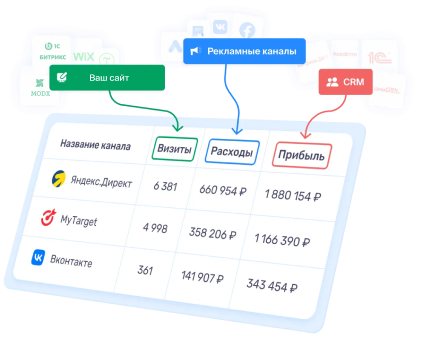 1С
БИТРИКС
WiX
MODX
Ваш сайт
Рекламные каналы
CRM
1С
Название канала
Визиты
Расходы
Прибыль
Яндекс.Директ
6 381
660 954 ₽
1 880 154 ₽
MyTarget
4 998
358 206 ₽
1 166 390 ₽
Вконтакте
361
141 907 ₽
343 454 ₽